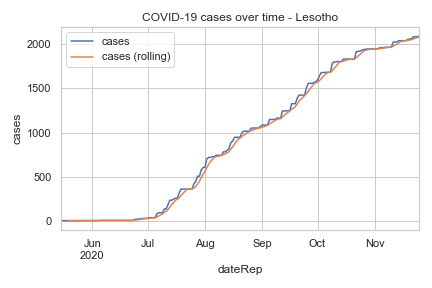 COVID-19 cases over time - Lesotho
cases
cases (rolling)
2000
1500
1000
500
0
cases
Jun
2020
Jul
Aug
Sep
Oct
Nov
dateRep